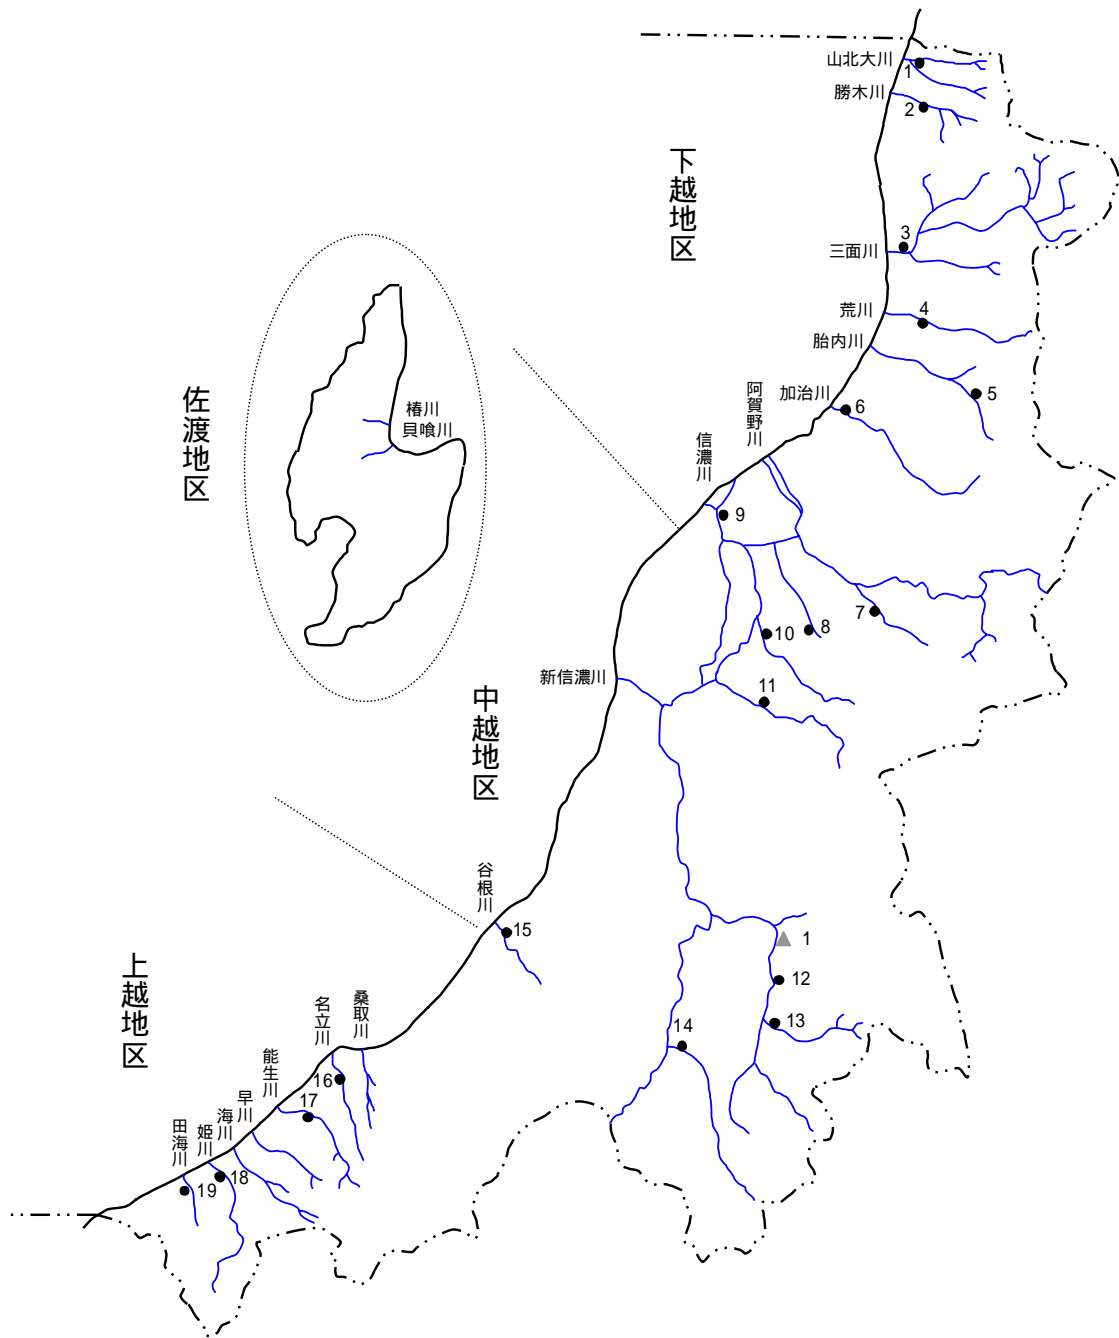 山北大川
1
勝木川
2
下越地区
3
三面川
4
荒川
胎内川
5
加治川
6
阿賀野川
信濃川
9
佐渡地区
椿川
貝喰川
7
8
10
11
新信濃川
中越地区
谷根川
15
1
12
13
14
上越地区
桑取川
名立川
16
能生川
17
早川
海川
姫川
18
田海川
19